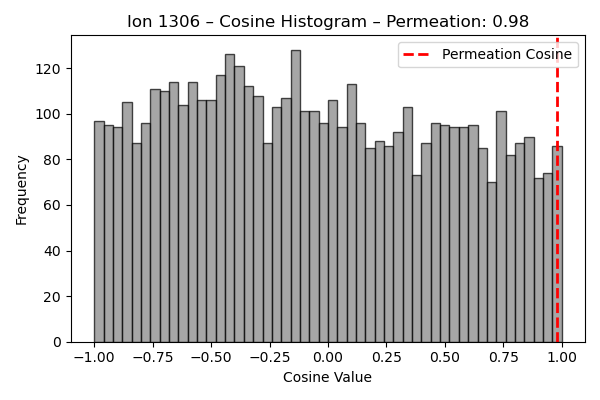 Ion 1306 – Cosine Histogram – Permeation: 0.98
Permeation Cosine
Frequency
120
100
80
60
40
20
0
−1.00 −0.75 −0.50 −0.25 0.00 0.25 0.50 0.75 1.00
Cosine Value